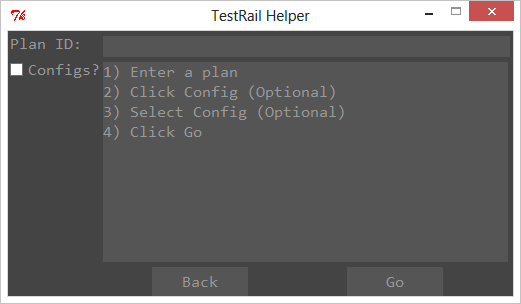 TestRail Helper
Plan ID:
Configs?
1) Enter a plan
2) Click Config (Optional)
3) Select Config (Optional)
4) Click Go
Back
Go